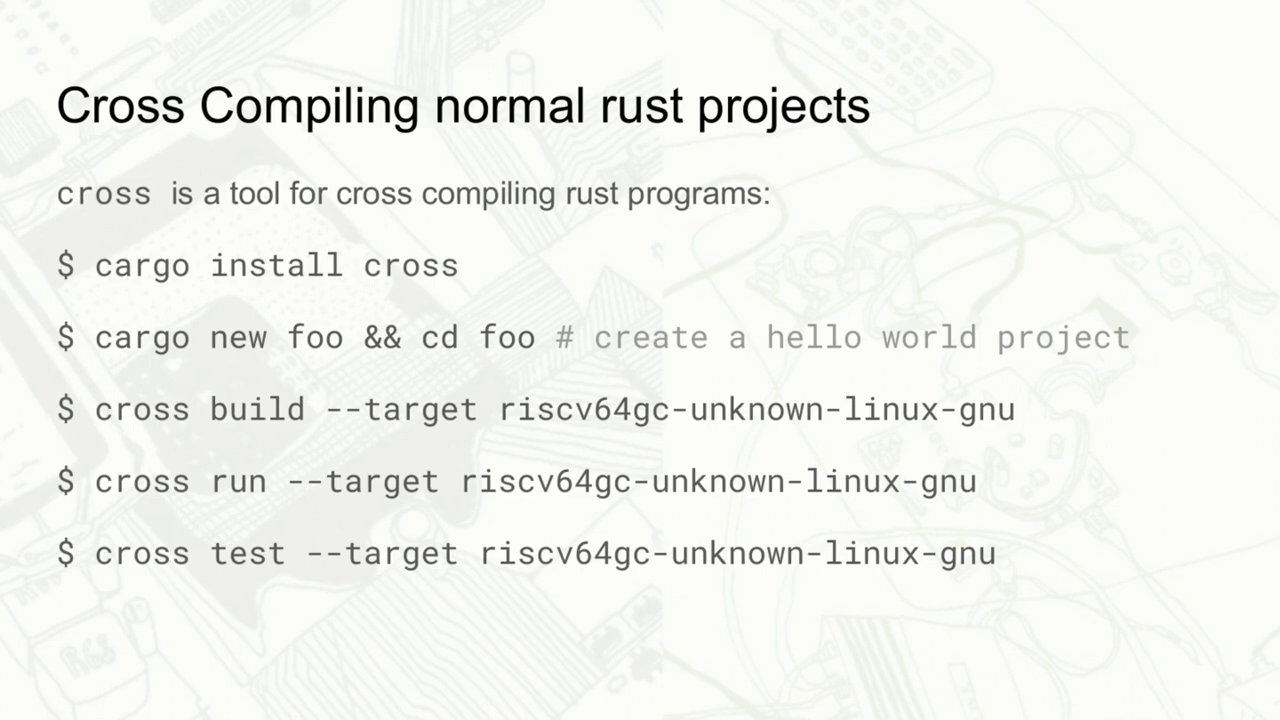 Cross Compiling normal rust projects
cross is a tool for cross compiling rust programs:
$ cargo install cross
$ cargo new foo && cd foo # create a hello world project
$ cross build --target riscv64gc-unknown-linux-gnu
$ cross run --target riscv64gc-unknown-linux-gnu
$ cross test --target riscv64gc-unknown-linux-gnu